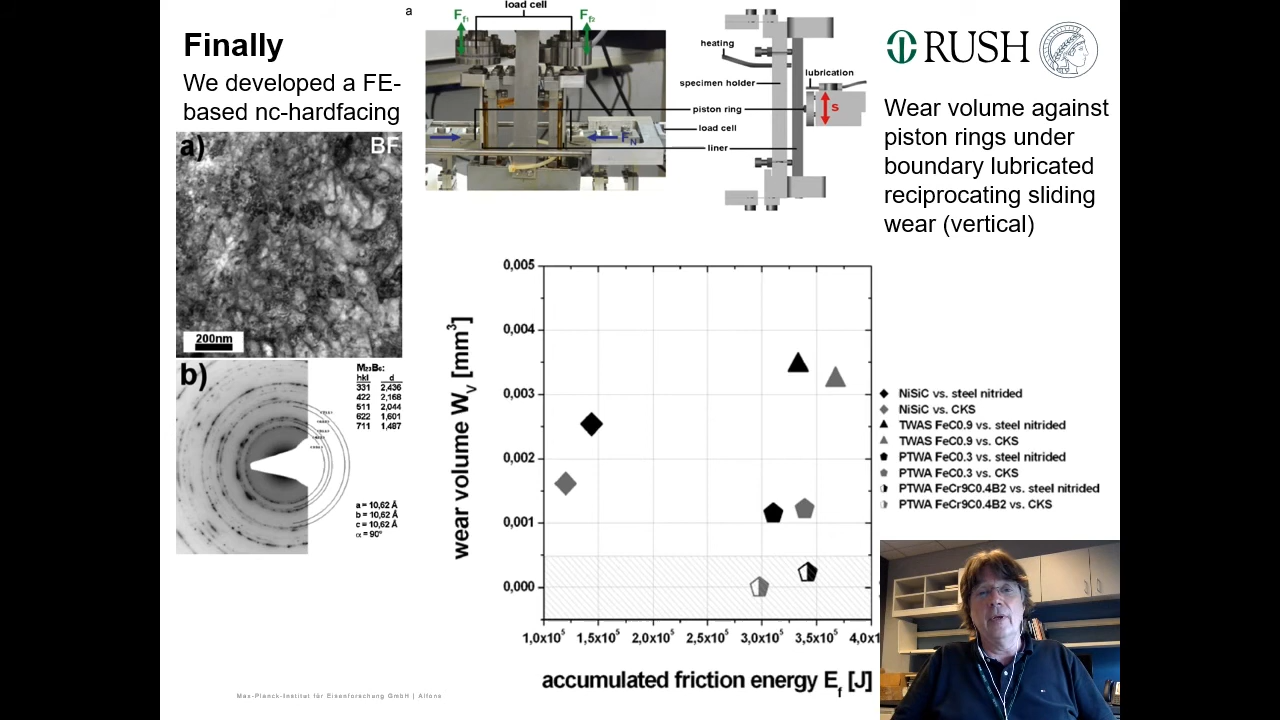 Finally
We developed a FE-
based nc-hardfacing
a)
BF
200nm
b)
M23B6:
hkl d
331 2,436
422 2,168
511 2,044
622 1,601
711 1,487
a = 10,62 Å
b = 10,62 Å
c = 10,62 Å
α = 90°
a
load cell
Ff1
Ff2
FN
heating
specimen holder
lubrication
piston ring
s
load cell
liner
RUSH
Wear volume against
piston rings under
boundary lubricated
reciprocating sliding
wear (vertical)
wear volume WV [mm³]
0,005
0,004
0,003
0,002
0,001
0,000
1,0x10⁵ 1,5x10⁵ 2,0x10⁵ 2,5x10⁵ 3,0x10⁵ 3,5x10⁵ 4,0x1
accumulated friction energy Ef [J]
NiSiC vs. steel nitrided
NiSiC vs. CKS
TWAS FeC0.9 vs. steel nitrided
TWAS FeC0.9 vs. CKS
PTWA FeC0.3 vs. steel nitrided
PTWA FeC0.3 vs. CKS
PTWA FeCr9C0.4B2 vs. steel nitrided
PTWA FeCr9C0.4B2 vs. CKS
Max-Planck-Institut für Eisenforschung GmbH | Alfons